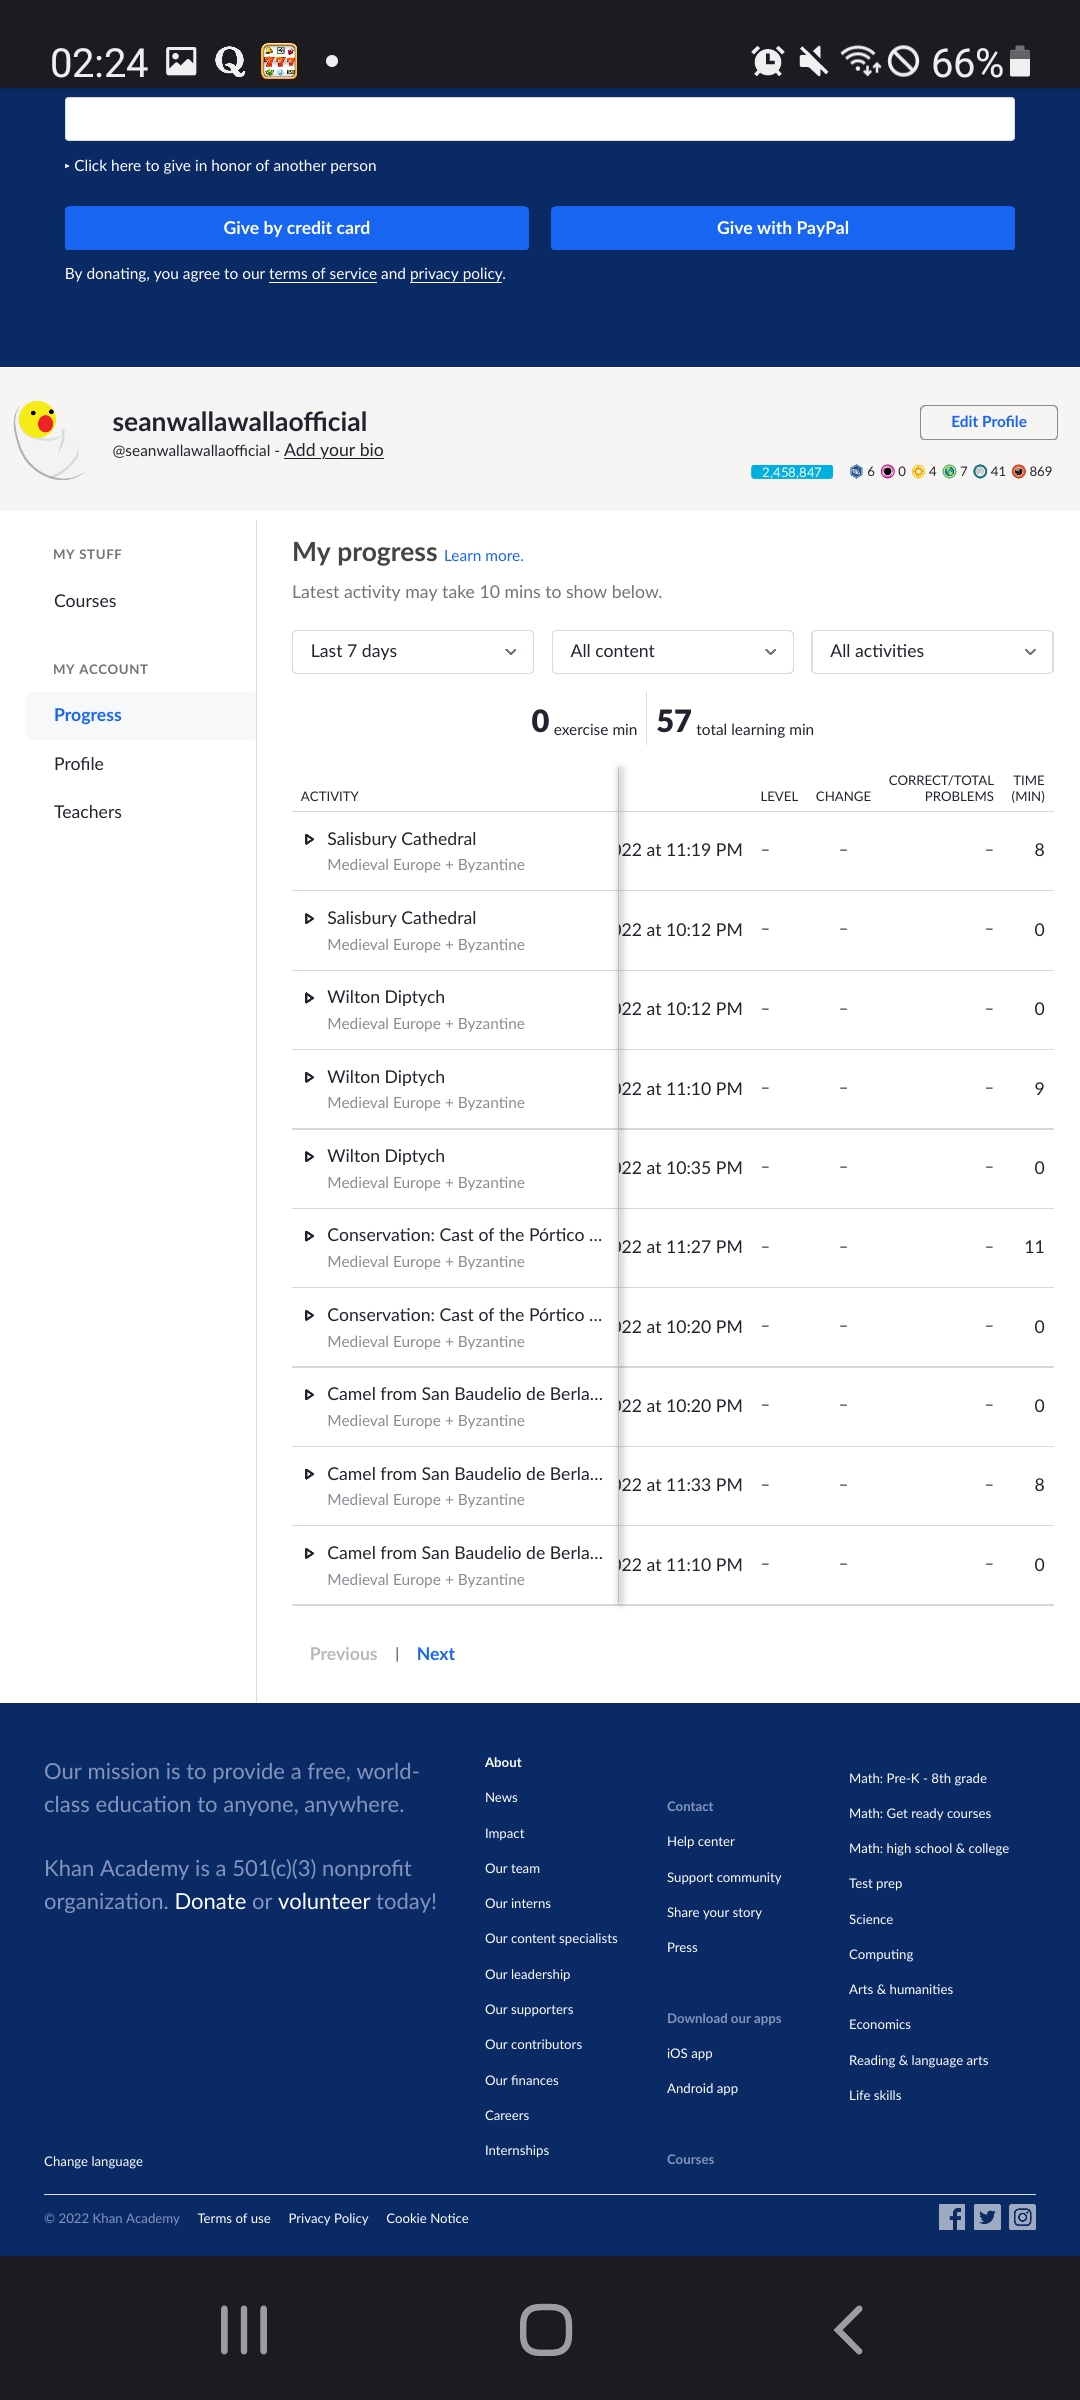 02:24
66%
Click here to give in honor of another person
Give by credit card
Give with PayPal
By donating, you agree to our terms of service and privacy policy.
seanwallawallaofficial
@seanwallawallaofficial - Add your bio
Edit Profile
2,458,847 6 0 4 7 41 869
MY STUFF
Courses
MY ACCOUNT
Progress
Profile
Teachers
My progress Learn more.
Latest activity may take 10 mins to show below.
Last 7 days
All content
All activities
0 exercise min
57 total learning min
ACTIVITY LEVEL CHANGE CORRECT/TOTAL PROBLEMS TIME (MIN)
Salisbury Cathedral
Medieval Europe + Byzantine
022 at 11:19 PM – – – 8
Salisbury Cathedral
Medieval Europe + Byzantine
022 at 10:12 PM – – – 0
Wilton Diptych
Medieval Europe + Byzantine
022 at 10:12 PM – – – 0
Wilton Diptych
Medieval Europe + Byzantine
022 at 11:10 PM – – – 9
Wilton Diptych
Medieval Europe + Byzantine
022 at 10:35 PM – – – 0
Conservation: Cast of the Pórtico ...
Medieval Europe + Byzantine
022 at 11:27 PM – – – 11
Conservation: Cast of the Pórtico ...
Medieval Europe + Byzantine
022 at 10:20 PM – – – 0
Camel from San Baudelio de Berla...
Medieval Europe + Byzantine
022 at 10:20 PM – – – 0
Camel from San Baudelio de Berla...
Medieval Europe + Byzantine
022 at 11:33 PM – – – 8
Camel from San Baudelio de Berla...
Medieval Europe + Byzantine
022 at 11:10 PM – – – 0
Previous | Next
Our mission is to provide a free, world-
class education to anyone, anywhere.
Khan Academy is a 501(c)(3) nonprofit
organization. Donate or volunteer today!
About
News
Impact
Our team
Our interns
Our content specialists
Our leadership
Our supporters
Our contributors
Our finances
Careers
Internships
Contact
Help center
Support community
Share your story
Press
Download our apps
iOS app
Android app
Courses
Math: Pre-K - 8th grade
Math: Get ready courses
Math: high school & college
Test prep
Science
Computing
Arts & humanities
Economics
Reading & language arts
Life skills
Change language
© 2022 Khan Academy Terms of use Privacy Policy Cookie Notice